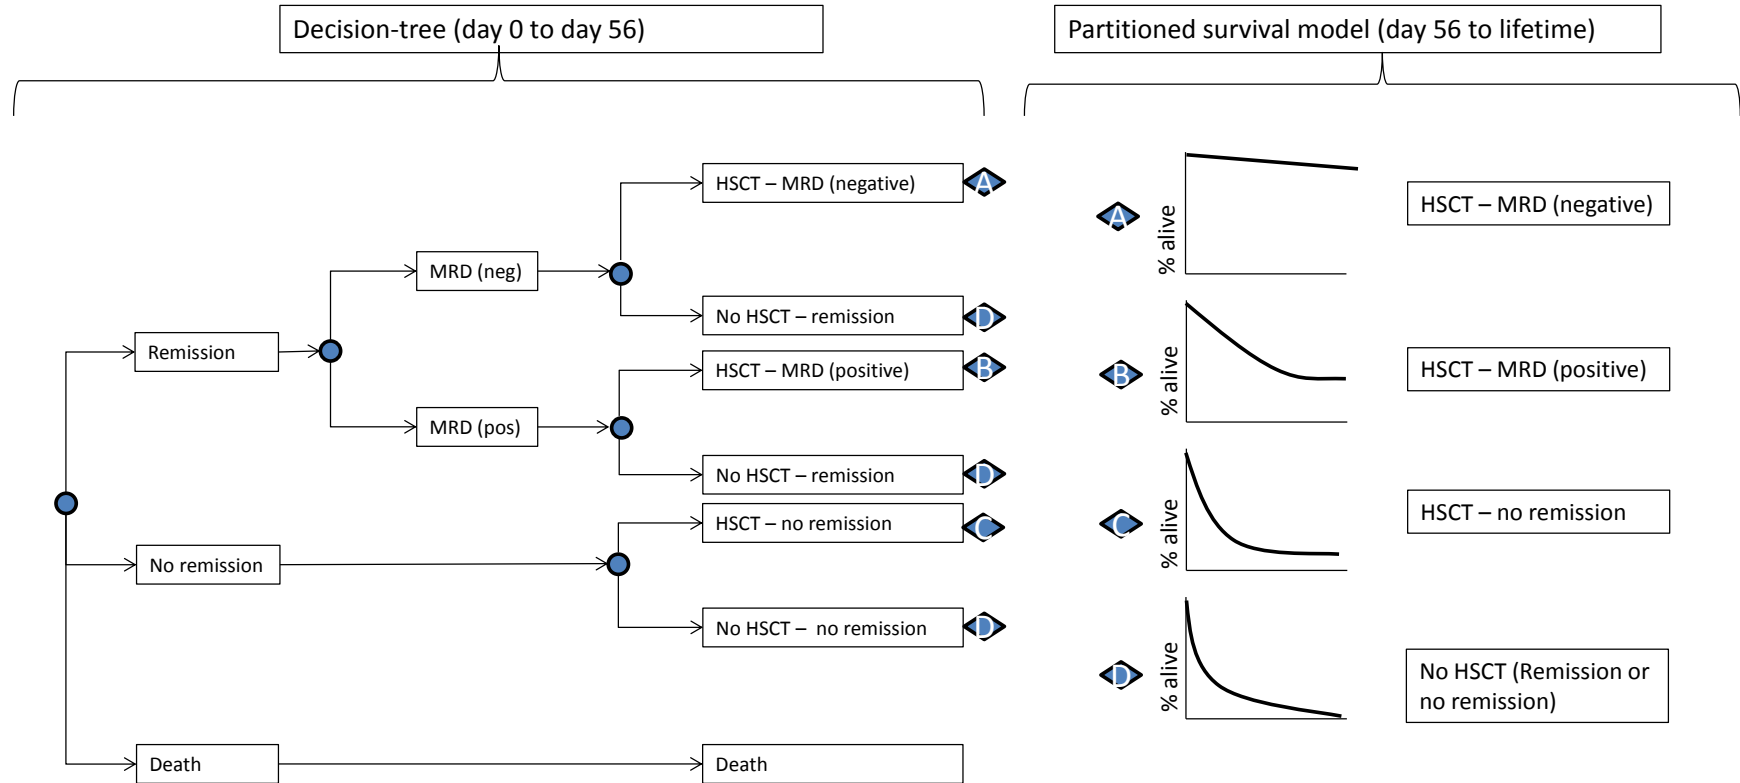 Decision-tree (day 0 to day 56)
Partitioned survival model (day 56 to lifetime)
HSCT – MRD (negative)
A
MRD (neg)
No HSCT – remission
D
Remission
HSCT – MRD (positive)
B
MRD (pos)
No HSCT – remission
D
HSCT – no remission
C
No remission
No HSCT –  no remission
D
Death
Death
A
% alive
HSCT – MRD (negative)
B
% alive
HSCT – MRD (positive)
C
% alive
HSCT – no remission
D
% alive
No HSCT (Remission or
no remission)